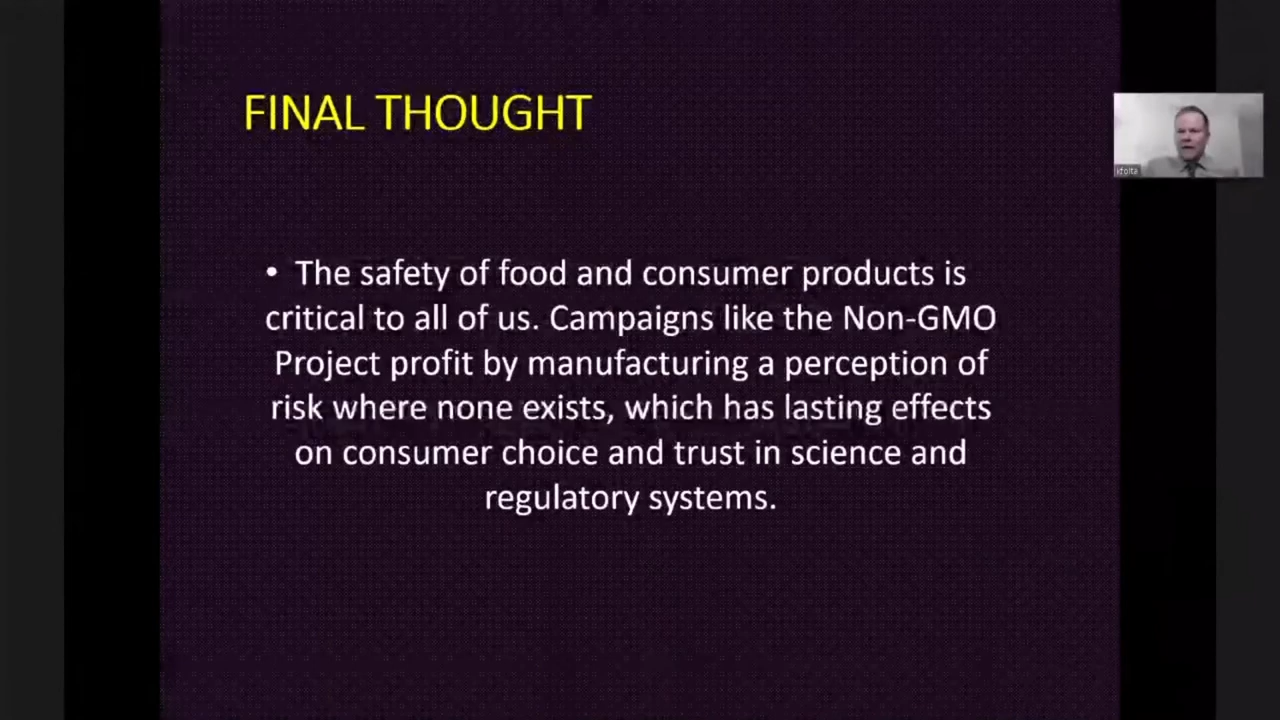 FINAL THOUGHT
• The safety of food and consumer products is
critical to all of us. Campaigns like the Non-GMO
Project profit by manufacturing a perception of
risk where none exists, which has lasting effects
on consumer choice and trust in science and
regulatory systems.
kfolta